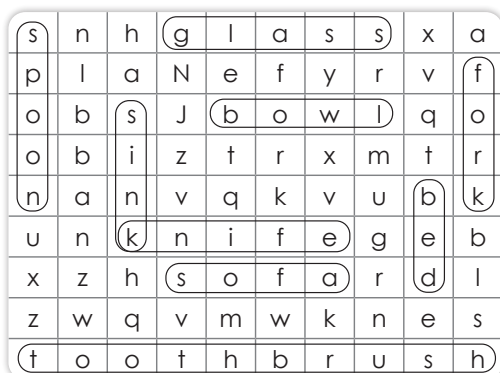 s n h g l a s s x a
p l a N e f y r v f
o b s J b o w l q o
o b i z t r x m t r
n a n v q k v u b k
u n k n i f e g e b
x z h s o f a r d l
z w q v m w k n e s
t o o t h b r u s h